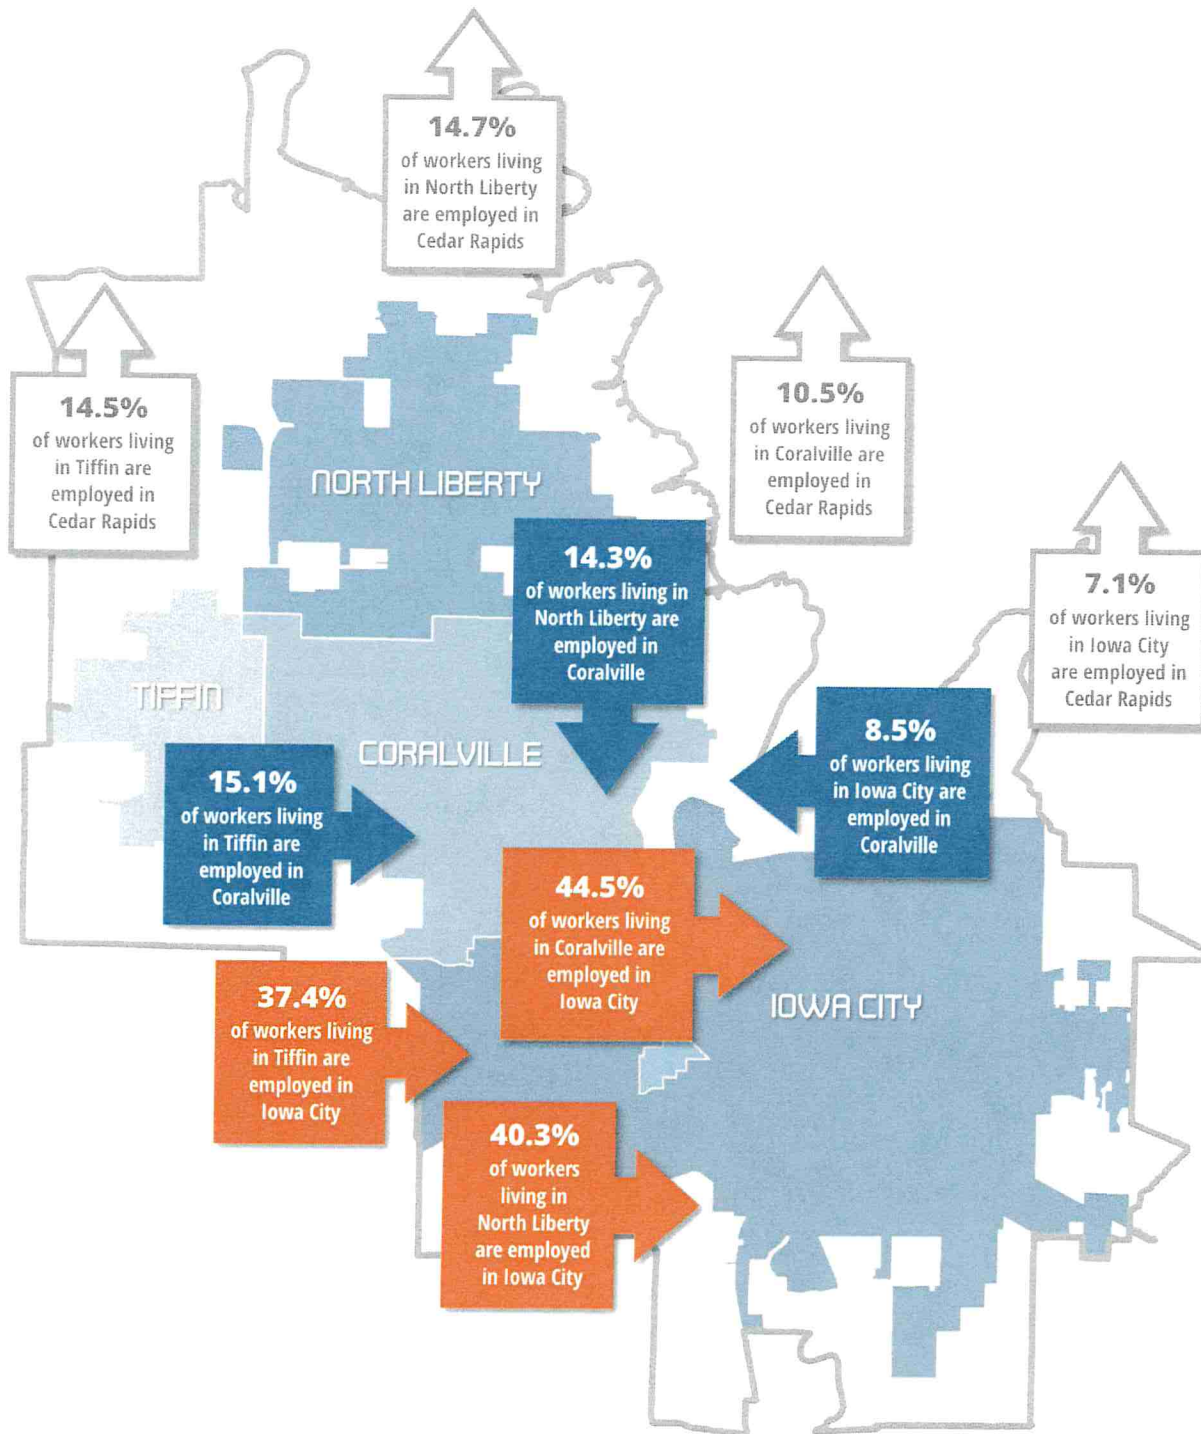 14.7%
of workers living
in North Liberty
are employed in
Cedar Rapids
14.5%
of workers living
in Tiffin are
employed in
Cedar Rapids
10.5%
of workers living
in Coralville are
employed in
Cedar Rapids
NORTH LIBERTY
7.1%
of workers living
in Iowa City
are employed in
Cedar Rapids
14.3%
of workers living in
North Liberty are
employed in
Coralville
TIFFIN
CORALVILLE
8.5%
of workers living
in Iowa City are
employed in
Coralville
15.1%
of workers living
in Tiffin are
employed in
Coralville
44.5%
of workers living
in Coralville are
employed in
Iowa City
IOWA CITY
37.4%
of workers living
in Tiffin are
employed in
Iowa City
40.3%
of workers
living in
North Liberty
are employed
in Iowa City